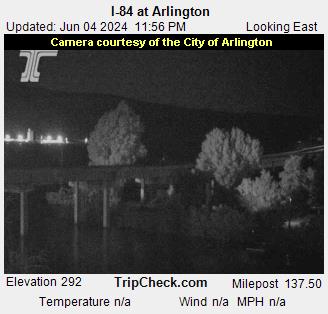 I-84 at Arlington
Updated: Jun 04 2024 11:56 PM Looking East
Camera courtesy of the City of Arlington
Elevation 292 TripCheck.com Milepost 137.50
Temperature n/a Wind n/a MPH n/a